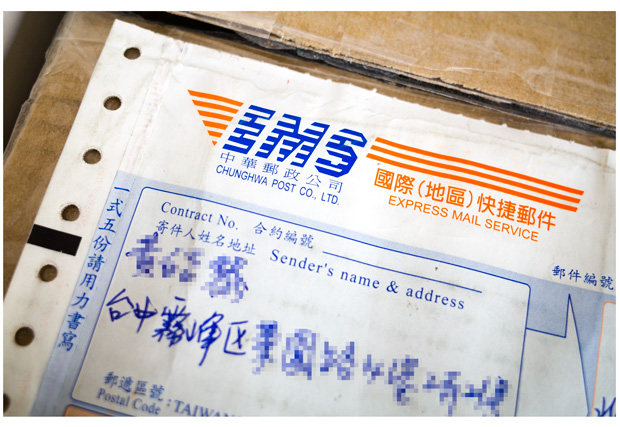 EMS
中華郵政公司
CHUNGHWA POST CO., LTD.
國際(地區)快捷郵件
EXPRESS MAIL SERVICE
Contract No. 合約編號
寄件人姓名地址 Sender's name & address
郵件編號
台中霧峰区
郵遞區號:
Postal Code : TAIWAN
一式五份請用力書寫